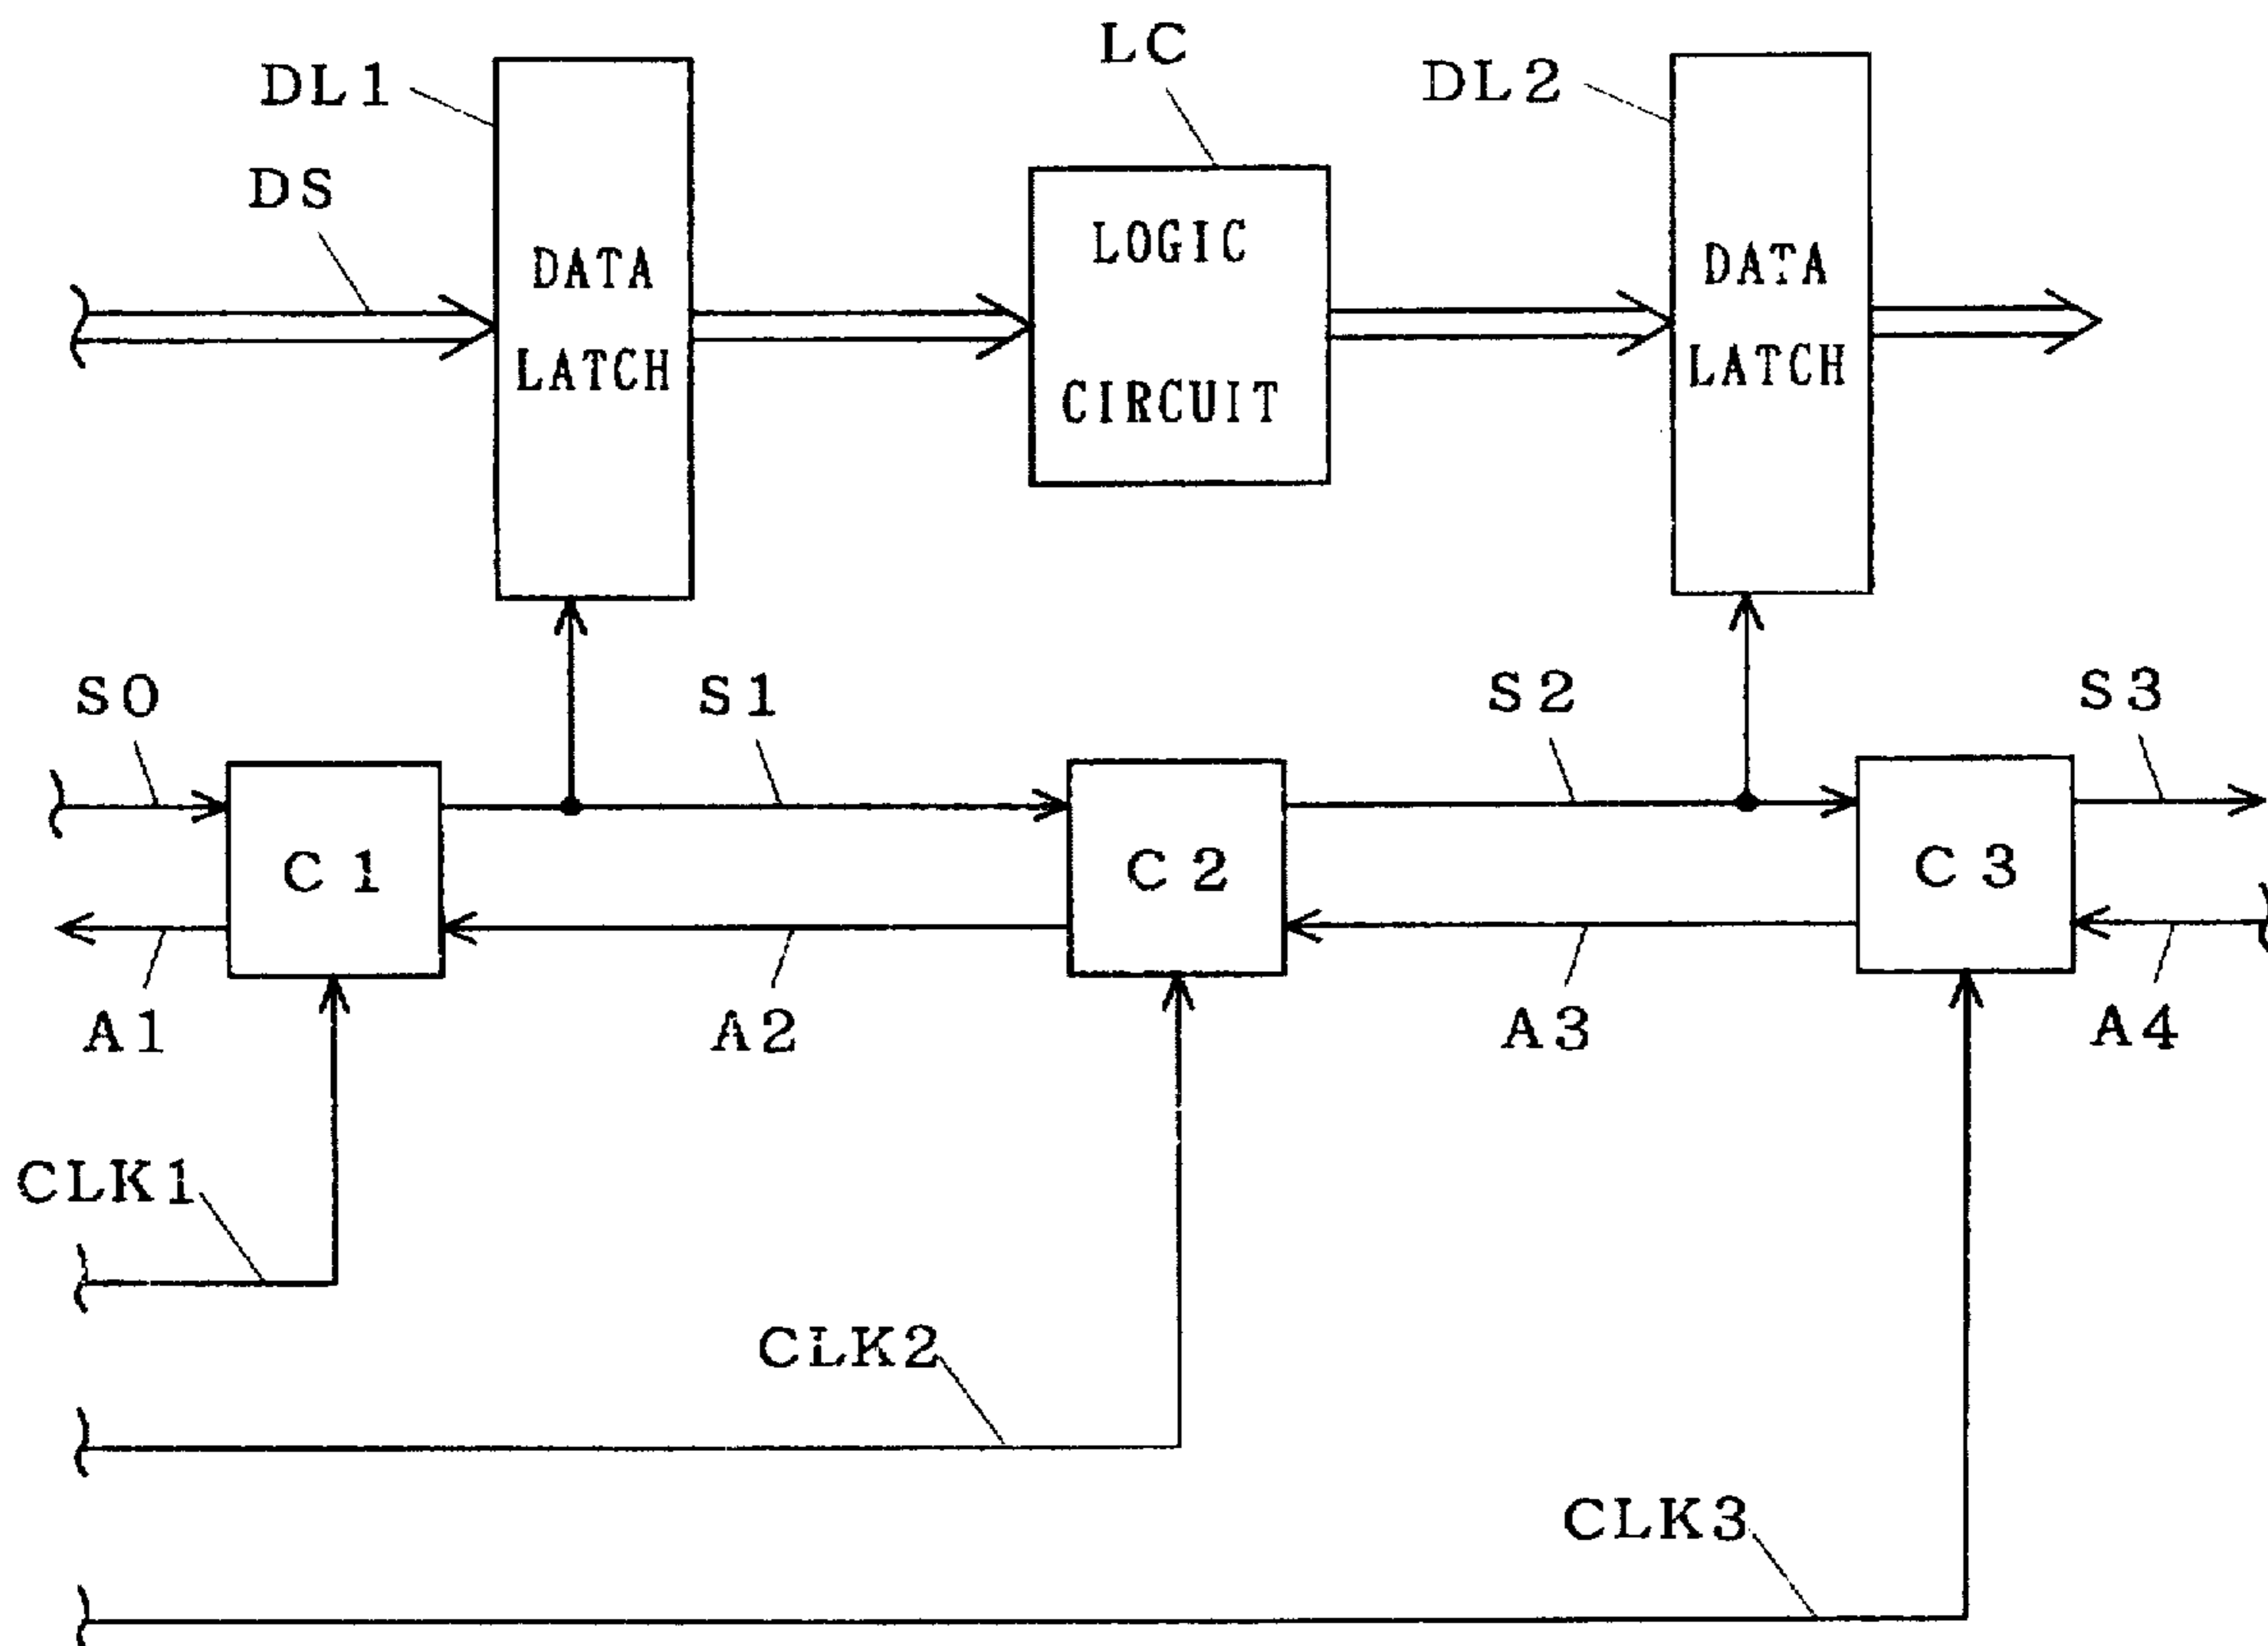 LC
DL1
DL2
DS
DATA
LATCH
LOGIC
CIRCUIT
DATA
LATCH
S0
S1
S2
S3
C1
C2
C3
A1
A2
A3
A4
CLK1
CLK2
CLK3